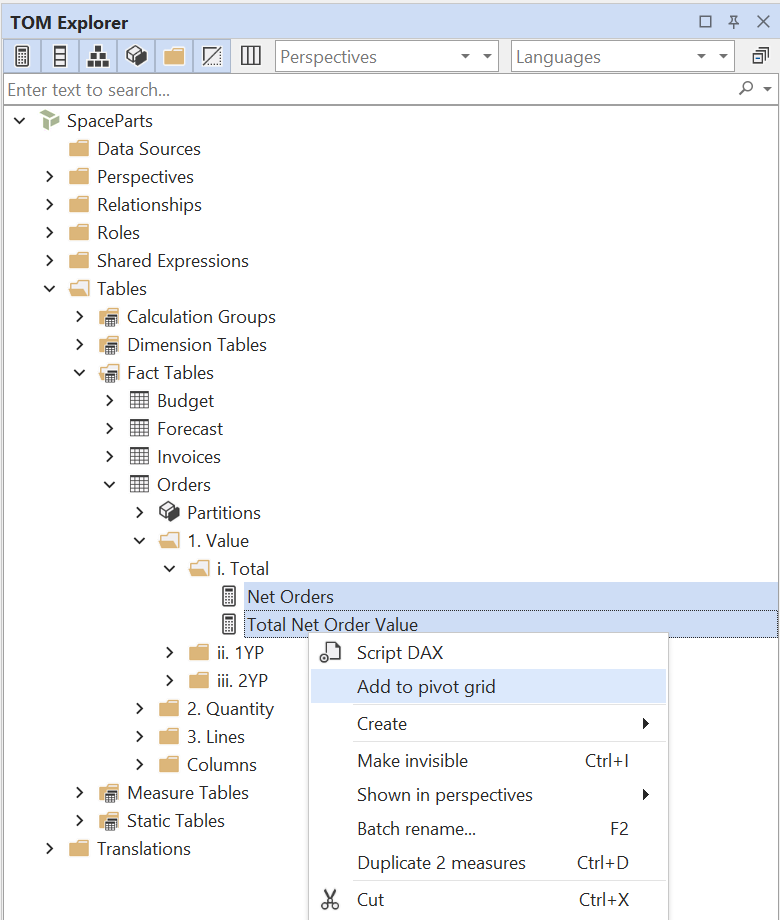 TOM Explorer
Perspectives
Languages
Enter text to search...
SpaceParts
Data Sources
Perspectives
Relationships
Roles
Shared Expressions
Tables
Calculation Groups
Dimension Tables
Fact Tables
Budget
Forecast
Invoices
Orders
Partitions
1. Value
i. Total
Net Orders
Total Net Order Value
ii. 1YP
iii. 2YP
2. Quantity
3. Lines
Columns
Measure Tables
Static Tables
Translations
Script DAX
Add to pivot grid
Create
Make invisible Ctrl+I
Shown in perspectives
Batch rename... F2
Duplicate 2 measures Ctrl+D
Cut Ctrl+X